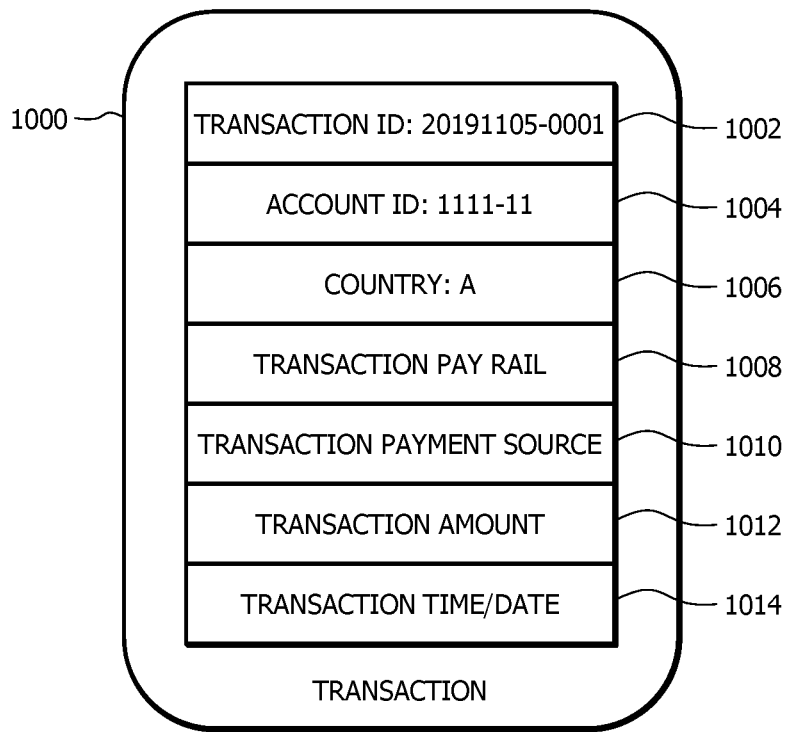 1000
TRANSACTION ID: 20191105-0001
1002
ACCOUNT ID: 1111-11
1004
COUNTRY: A
1006
TRANSACTION PAY RAIL
1008
TRANSACTION PAYMENT SOURCE
1010
TRANSACTION AMOUNT
1012
TRANSACTION TIME/DATE
1014
TRANSACTION